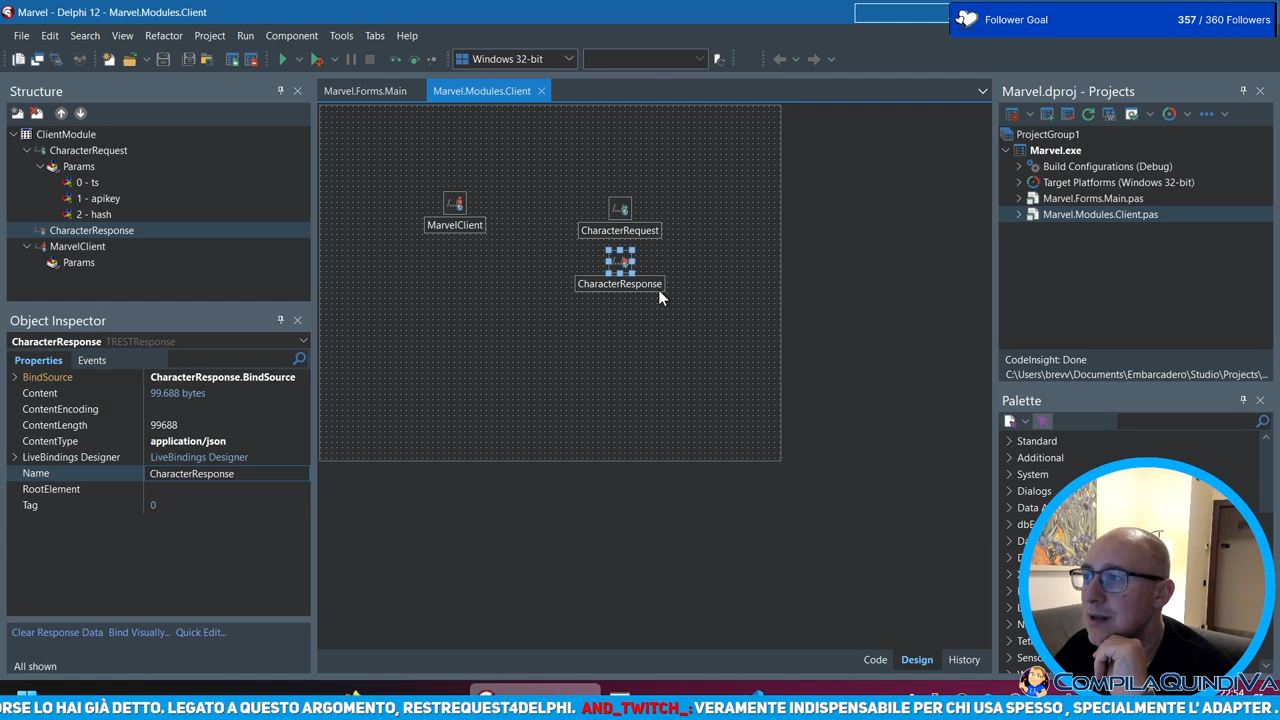 Marvel - Delphi 12 - Marvel.Modules.Client
Follower Goal
357 / 360 Followers
File Edit Search View Refactor Project Run Component Tools Tabs Help
Windows 32-bit
Structure
ClientModule
CharacterRequest
Params
0 - ts
1 - apikey
2 - hash
CharacterResponse
MarvelClient
Params
Object Inspector
CharacterResponse TRESTResponse
Properties Events
BindSource CharacterResponse.BindSource
Content 99.688 bytes
ContentEncoding
ContentLength 99688
ContentType application/json
LiveBindings Designer LiveBindings Designer
Name CharacterResponse
RootElement
Tag 0
Clear Response Data Bind Visually... Quick Edit...
All shown
Marvel.Forms.Main Marvel.Modules.Client
MarvelClient
CharacterRequest
CharacterResponse
Code Design History
Marvel.dproj - Projects
ProjectGroup1
Marvel.exe
Build Configurations (Debug)
Target Platforms (Windows 32-bit)
Marvel.Forms.Main.pas
Marvel.Modules.Client.pas
CodeInsight: Done
C:\Users\brevv\Documents\Embarcadero\Studio\Projects\...
Palette
Standard
Additional
System
Dialogs
Data A
COMPILAQUINDIVA
22:54
ORSE LO HAI GIÀ DETTO. LEGATO A QUESTO ARGOMENTO, RESTREQUEST4DELPHI. AND_TWITCH_: VERAMENTE INDISPENSABILE PER CHI USA SPESSO , SPECIALMENTE L' ADAPTER .